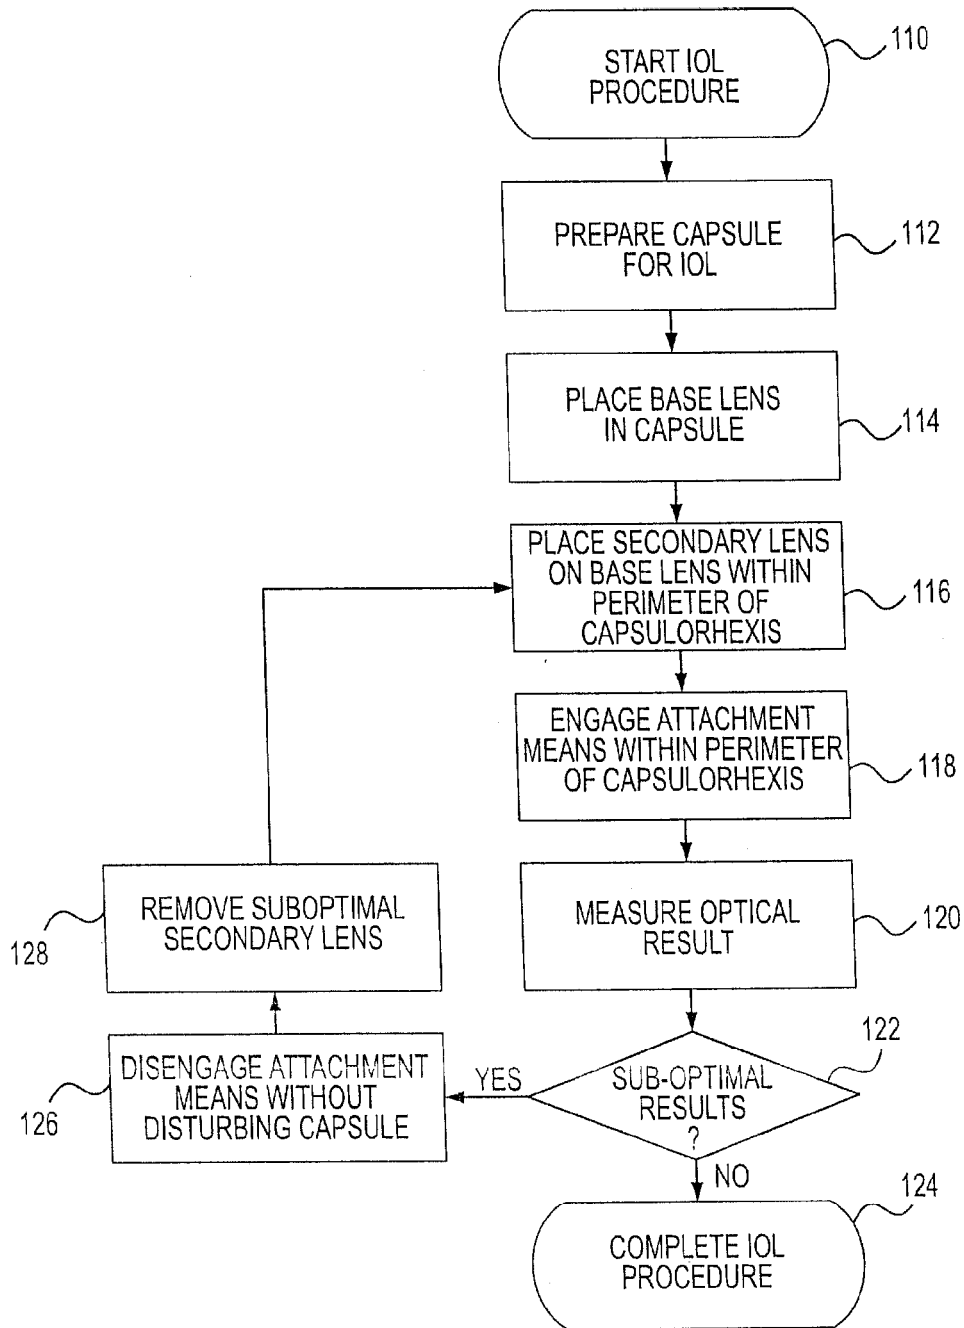 START IOL
PROCEDURE
110
PREPARE CAPSULE
FOR IOL
112
PLACE BASE LENS
IN CAPSULE
114
PLACE SECONDARY LENS
ON BASE LENS WITHIN
PERIMETER OF
CAPSULORHEXIS
116
ENGAGE ATTACHMENT
MEANS WITHIN PERIMETER
OF CAPSULORHEXIS
118
MEASURE OPTICAL
RESULT
120
SUB-OPTIMAL
RESULTS
?
122
YES
NO
DISENGAGE ATTACHMENT
MEANS WITHOUT
DISTURBING CAPSULE
126
REMOVE SUBOPTIMAL
SECONDARY LENS
128
COMPLETE IOL
PROCEDURE
124